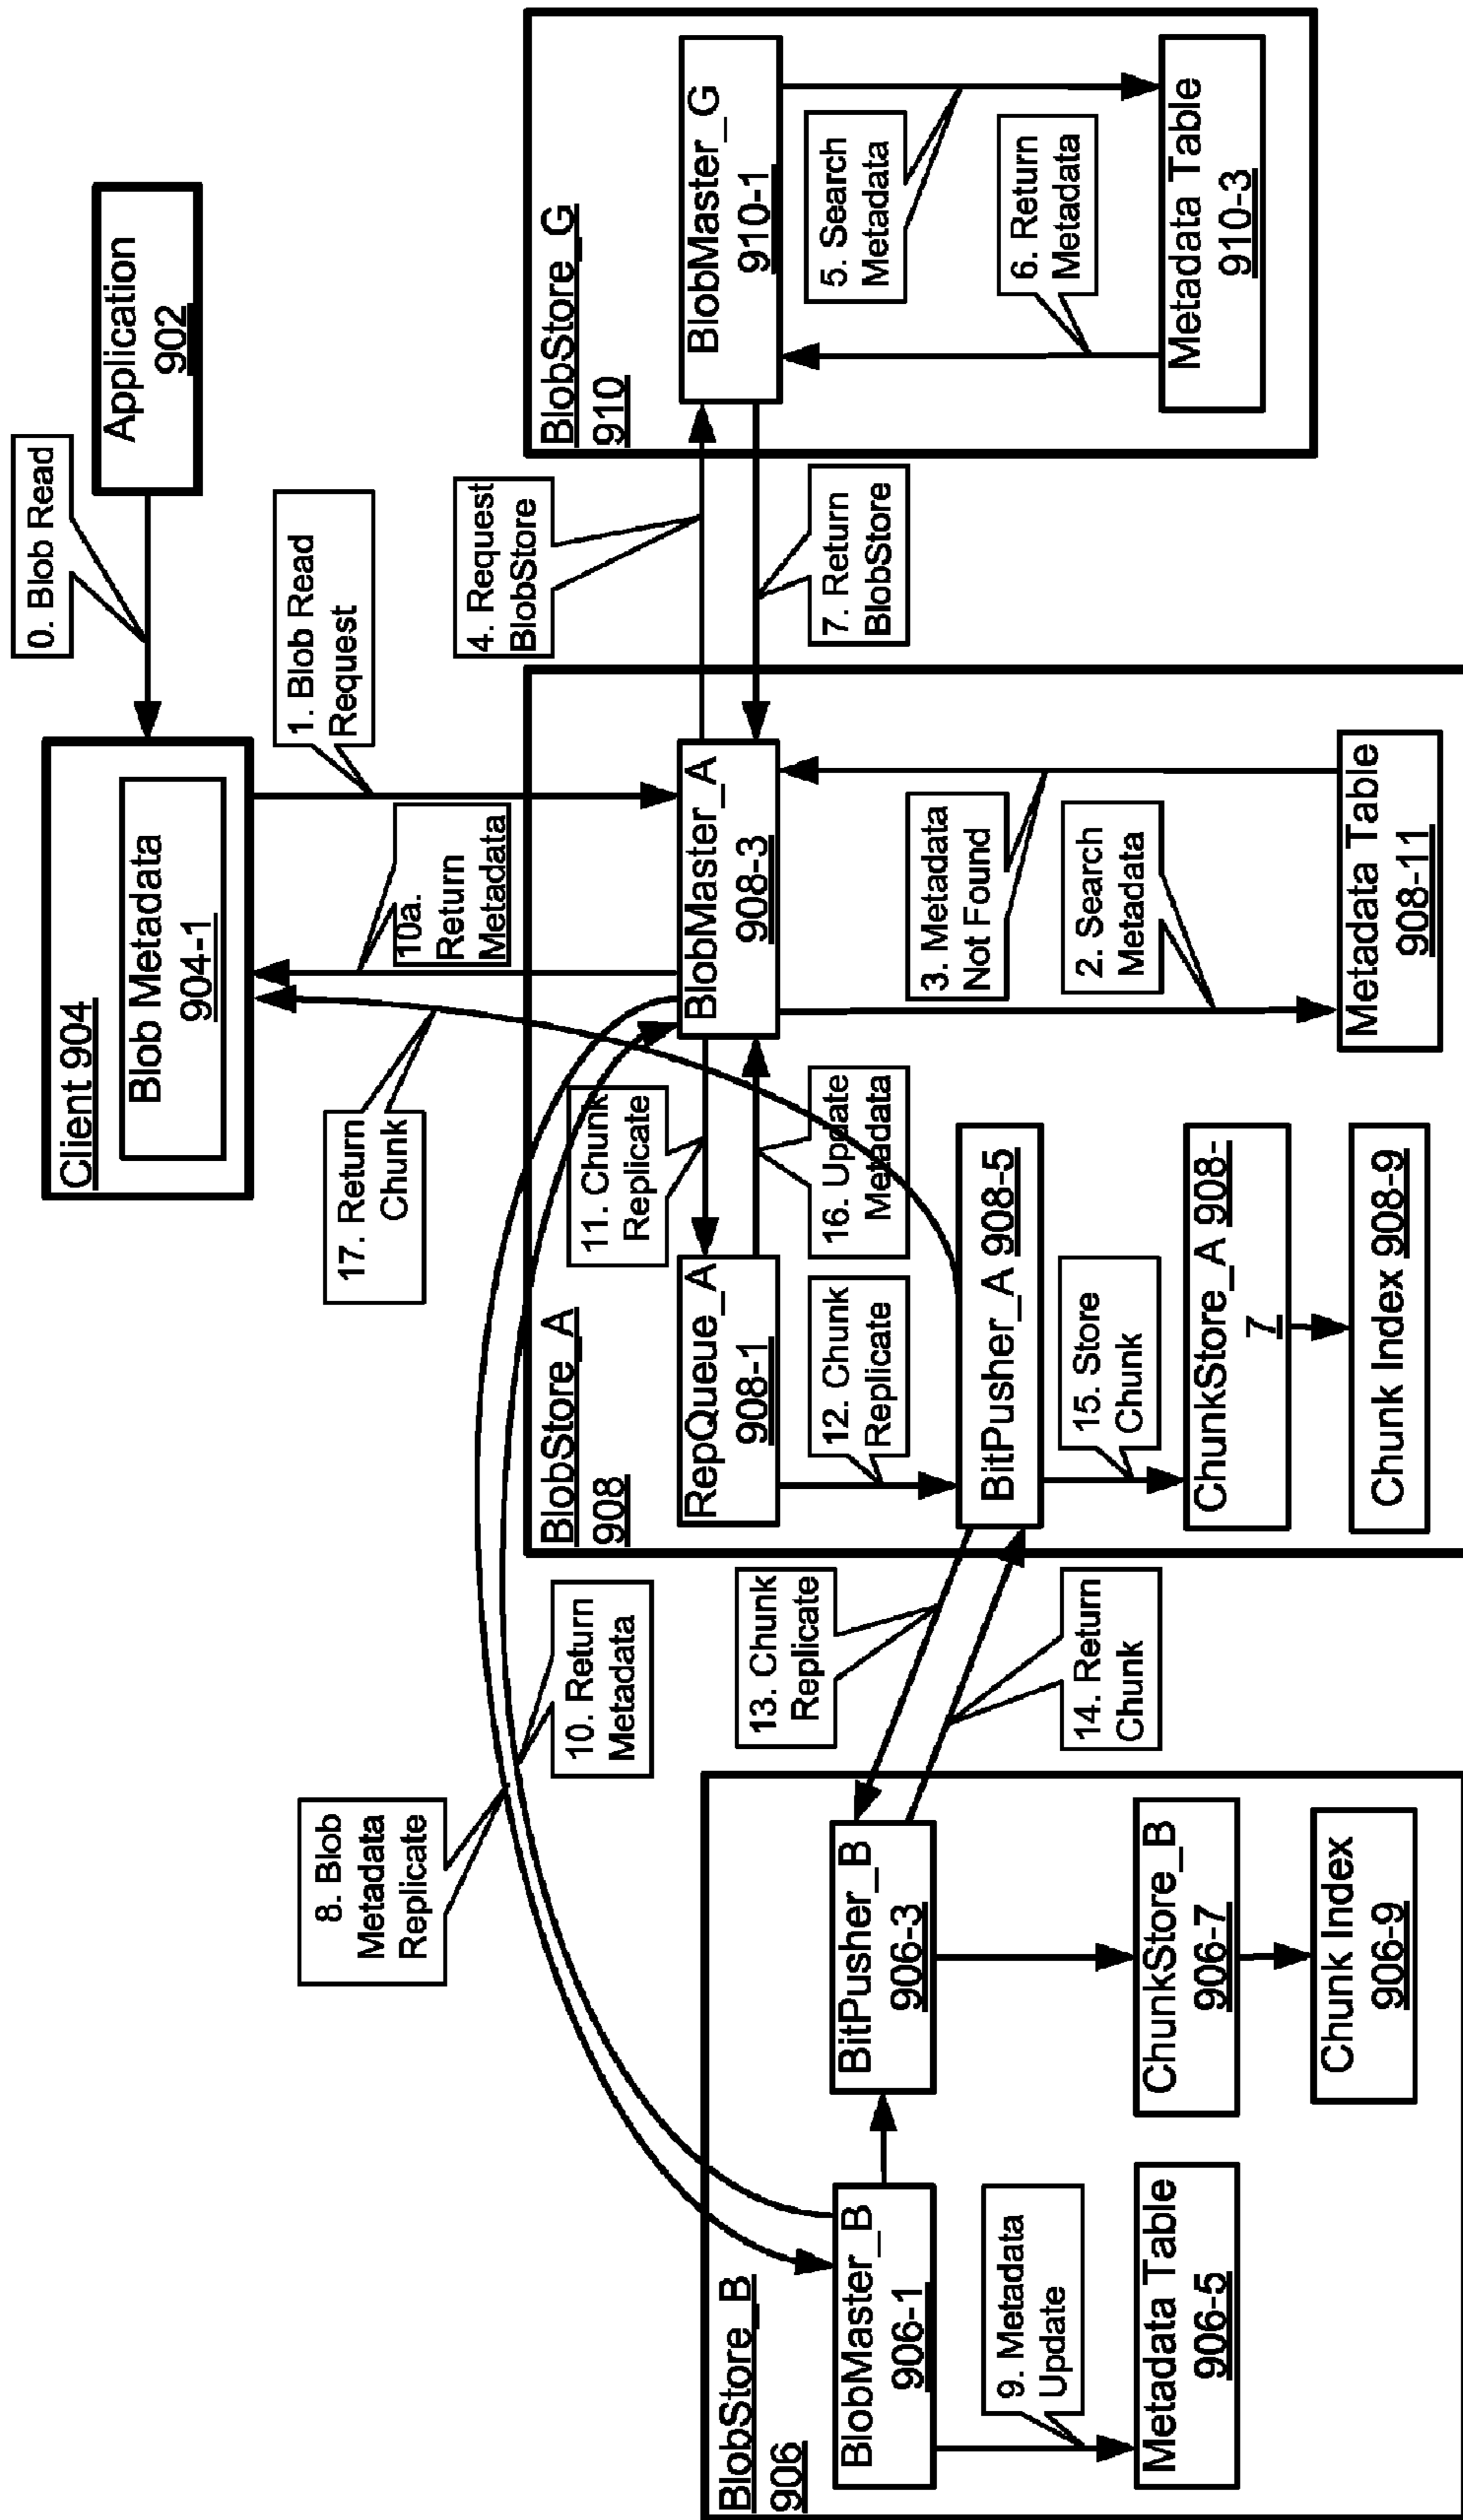 0. Blob Read
Application
902
Client 904
Blob Metadata
904-1
1. Blob Read
Request
10a.
Return
Metadata
17. Return
Chunk
8. Blob
Metadata
Replicate
10. Return
Metadata
4. Request
BlobStore
7. Return
BlobStore
BlobStore_B
906
BlobMaster_B
906-1
9. Metadata
Update
Metadata Table
906-5
BitPusher_B
906-3
ChunkStore_B
906-7
Chunk Index
906-9
13. Chunk
Replicate
14. Return
Chunk
BlobStore_A
908
RepQueue_A
908-1
11. Chunk
Replicate
16. Update
Metadata
BlobMaster_A
908-3
12. Chunk
Replicate
BitPusher_A 908-5
15. Store
Chunk
ChunkStore_A 908-
7
Chunk Index 908-9
3. Metadata
Not Found
2. Search
Metadata
Metadata Table
908-11
BlobStore_G
910
BlobMaster_G
910-1
5. Search
Metadata
6. Return
Metadata
Metadata Table
910-3